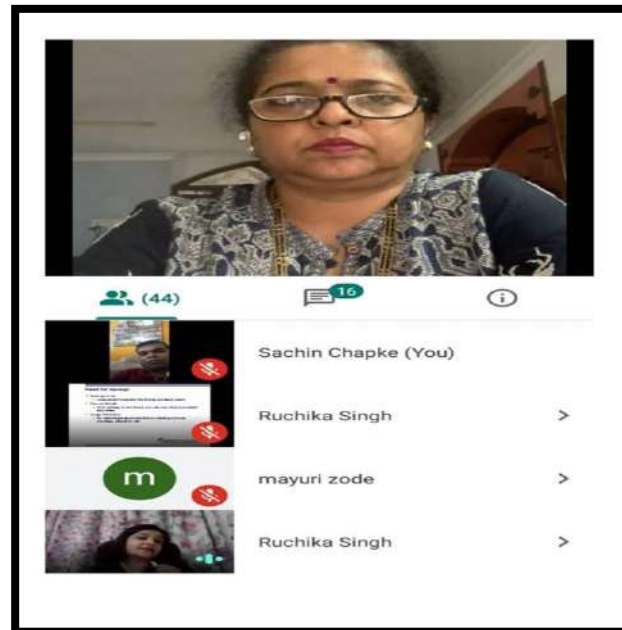 (44)
16
Sachin Chapke (You)
Ruchika Singh
m
mayuri zode
Ruchika Singh